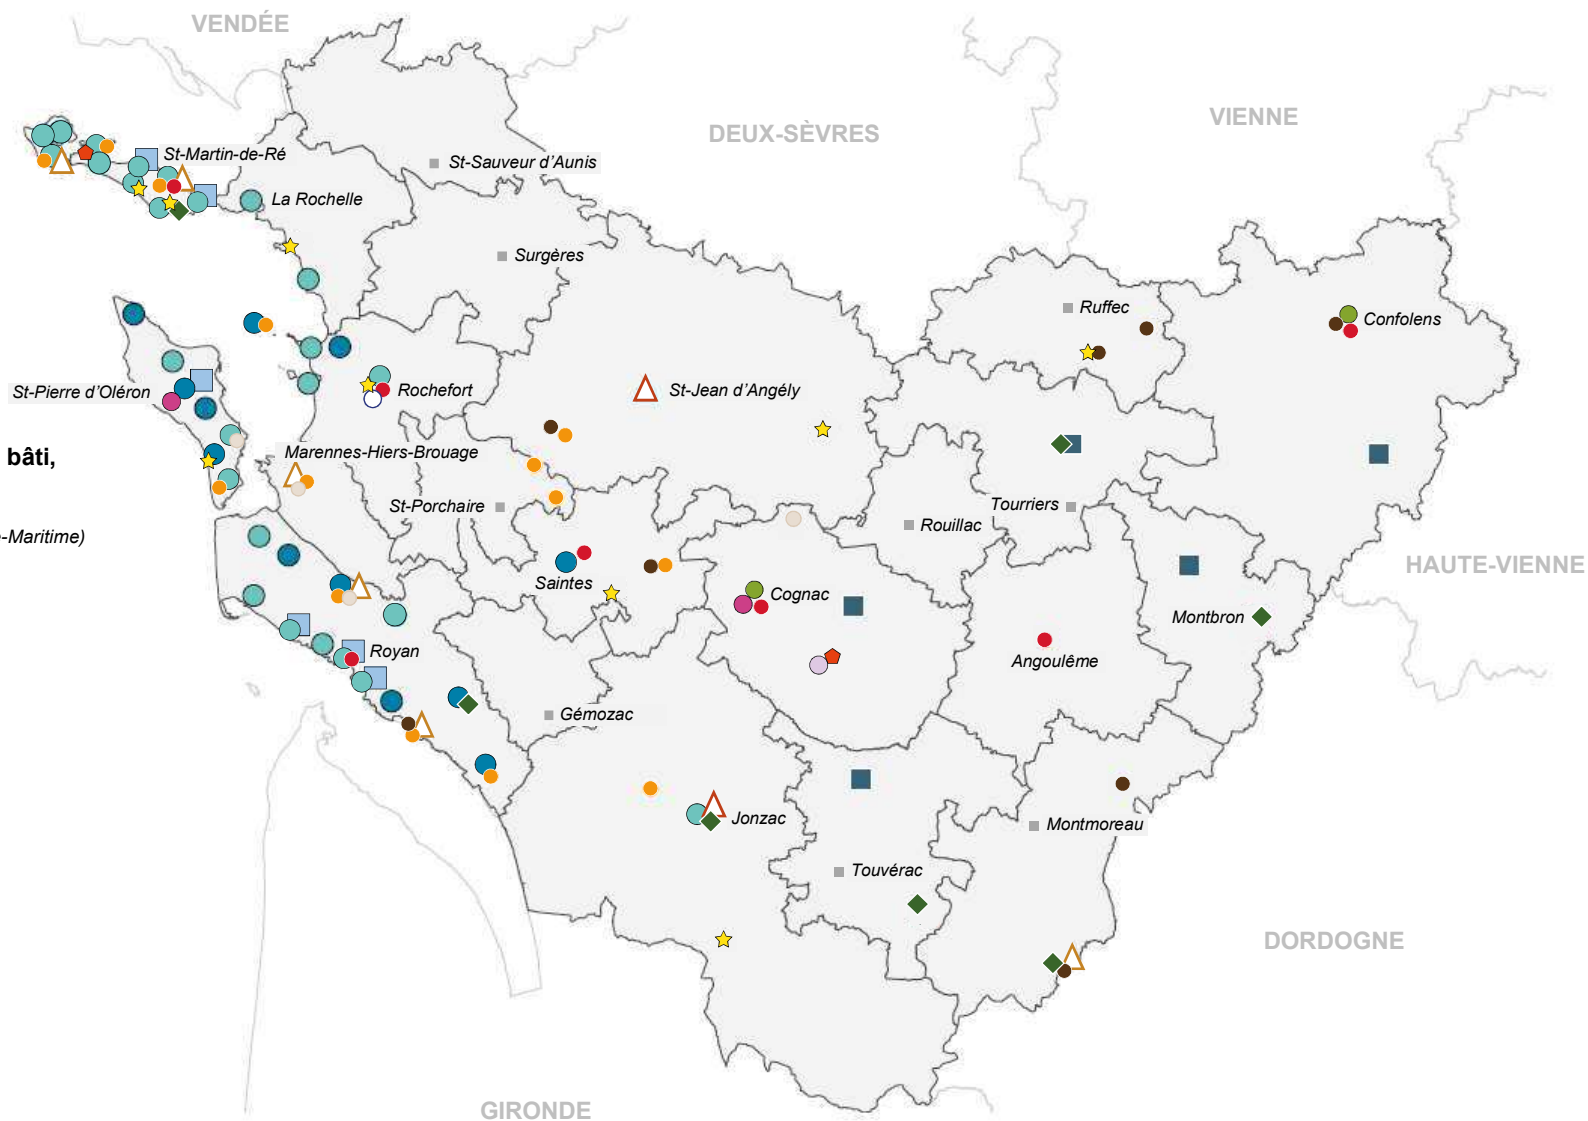 VENDÉE
VIENNE
DEUX-SÈVRES
St-Martin-de-Ré
St-Sauveur d'Aunis
La Rochelle
Surgères
Ruffec
Confolens
St-Pierre d'Oléron
Rochefort
St-Jean d'Angély
bâti,
Marennes-Hiers-Brouage
St-Porchaire
Tourriers
Rouillac
-Maritime)
HAUTE-VIENNE
Saintes
Cognac
Montbron
Royan
Angoulême
Gémozac
Jonzac
Montmoreau
Touvérac
DORDOGNE
GIRONDE